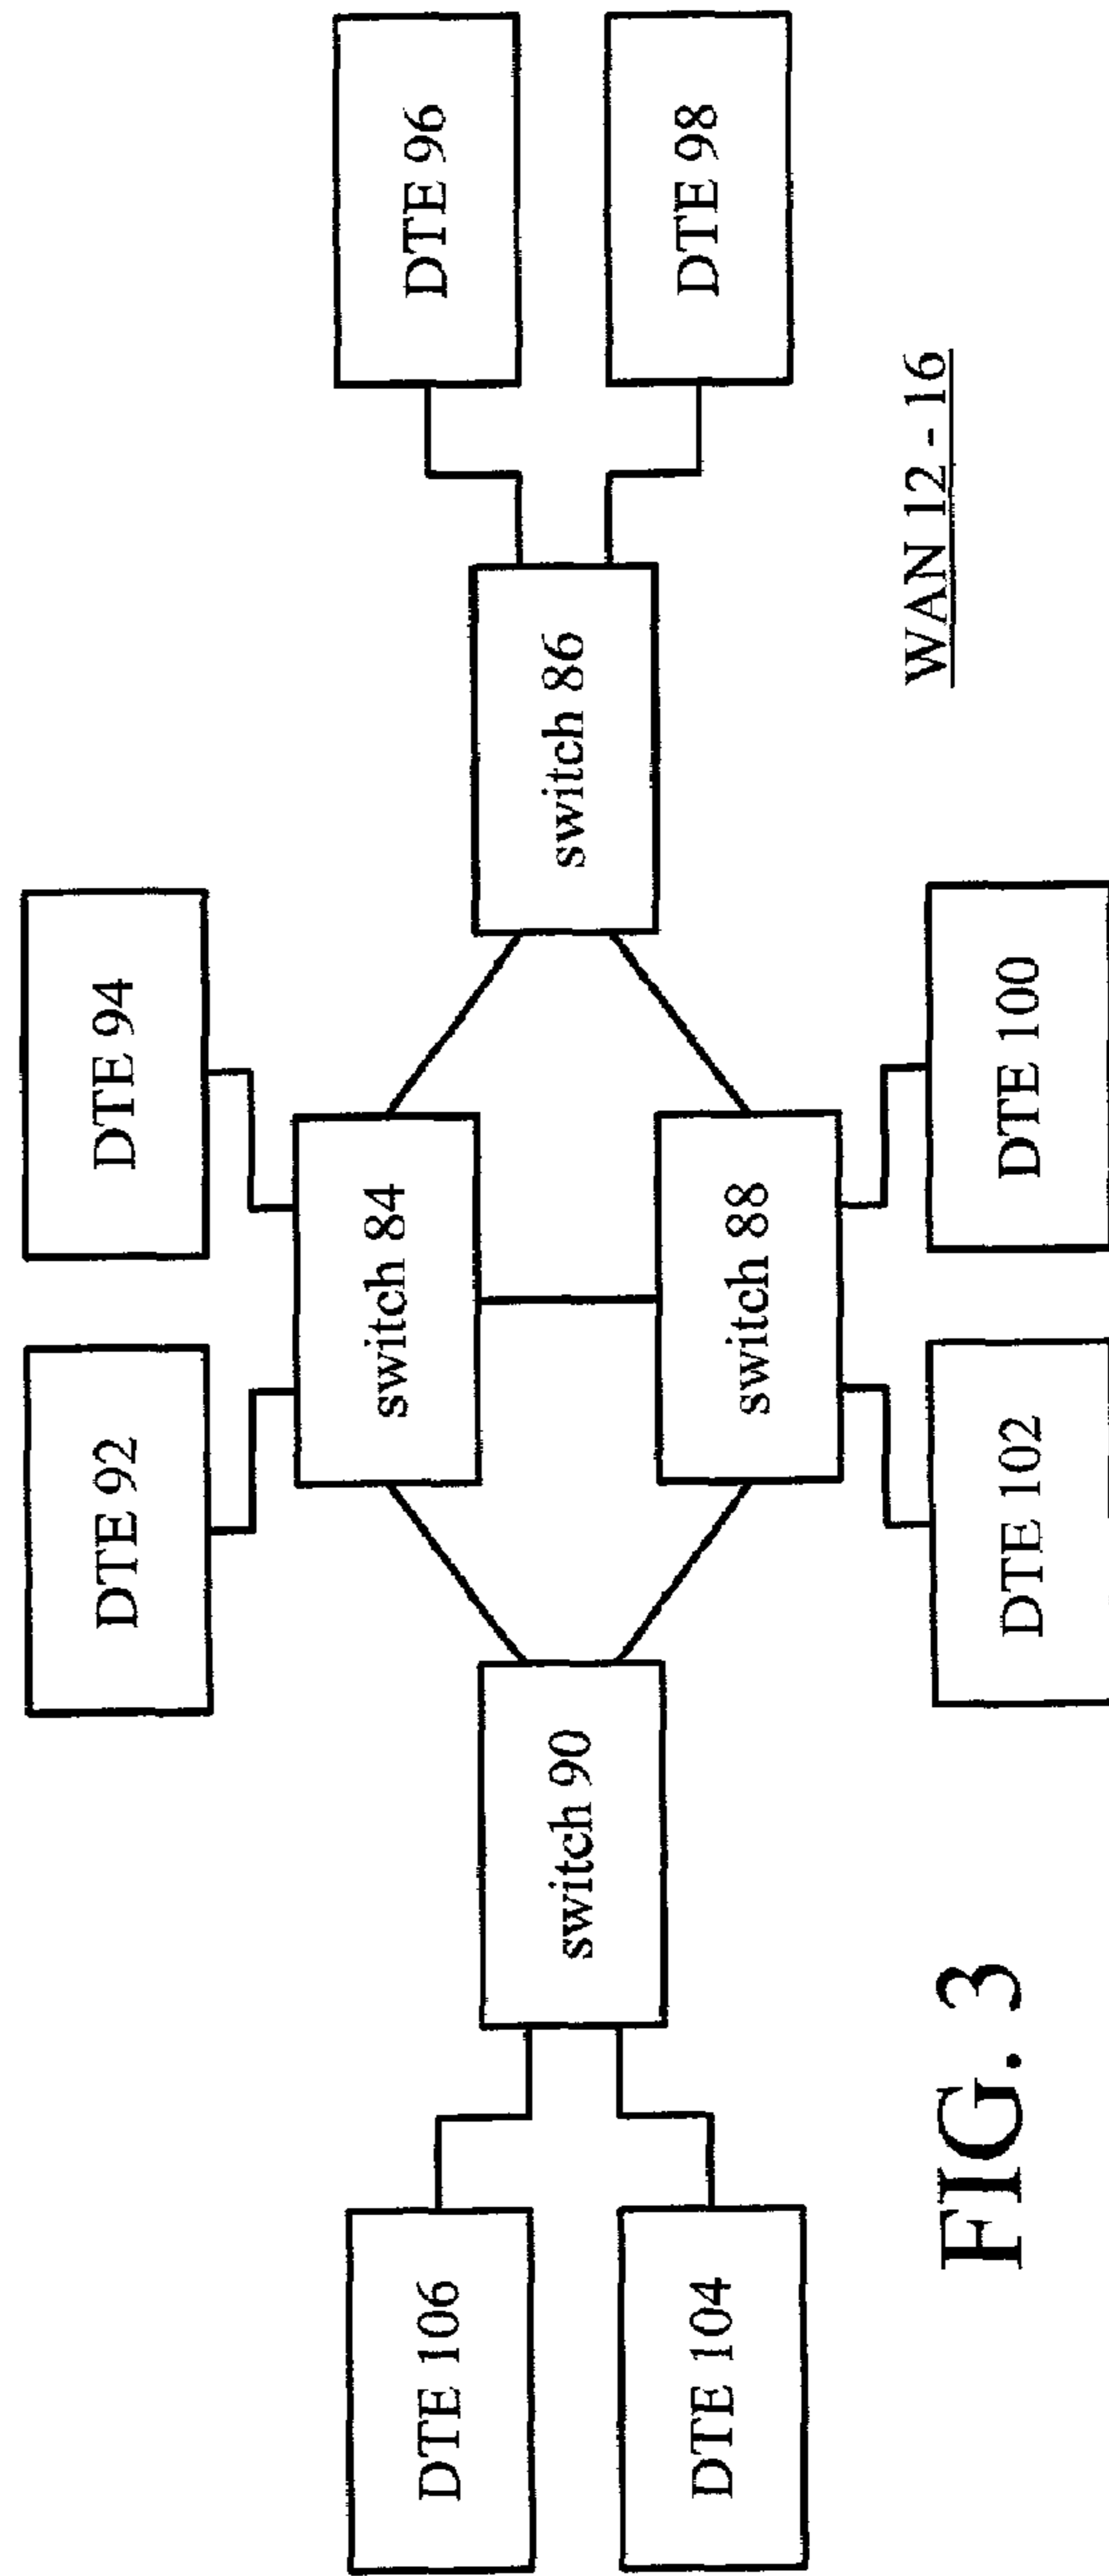 DTE 92
DTE 94
switch 84
DTE 106
DTE 104
switch 90
switch 86
DTE 96
DTE 98
switch 88
DTE 102
DTE 100
WAN 12 - 16
FIG. 3